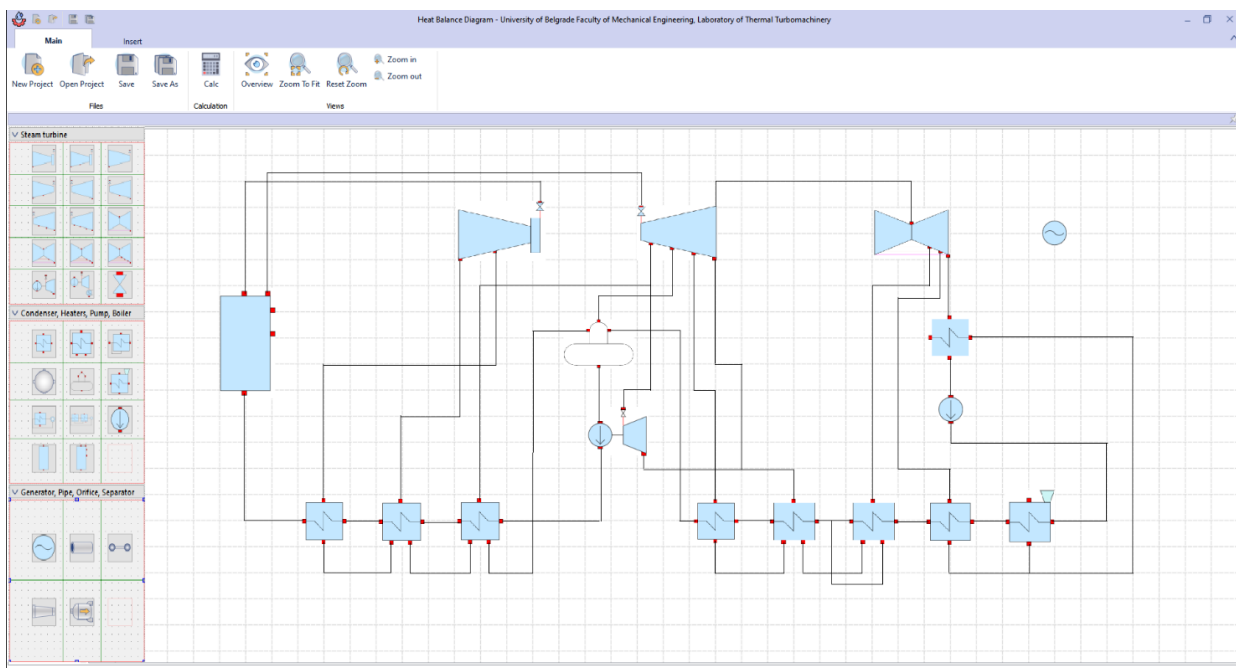 Heat Balance Diagram - University of Belgrade Faculty of Mechanical Engineering, Laboratory of Thermal Turbomachinery
Main Insert
New Project Open Project Save Save As Calc Overview Zoom To Fit Reset Zoom Zoom in
Zoom out
Files Calculation Views
Steam turbine
Condenser, Heaters, Pump, Boiler
Generator, Pipe, Orifice, Separator